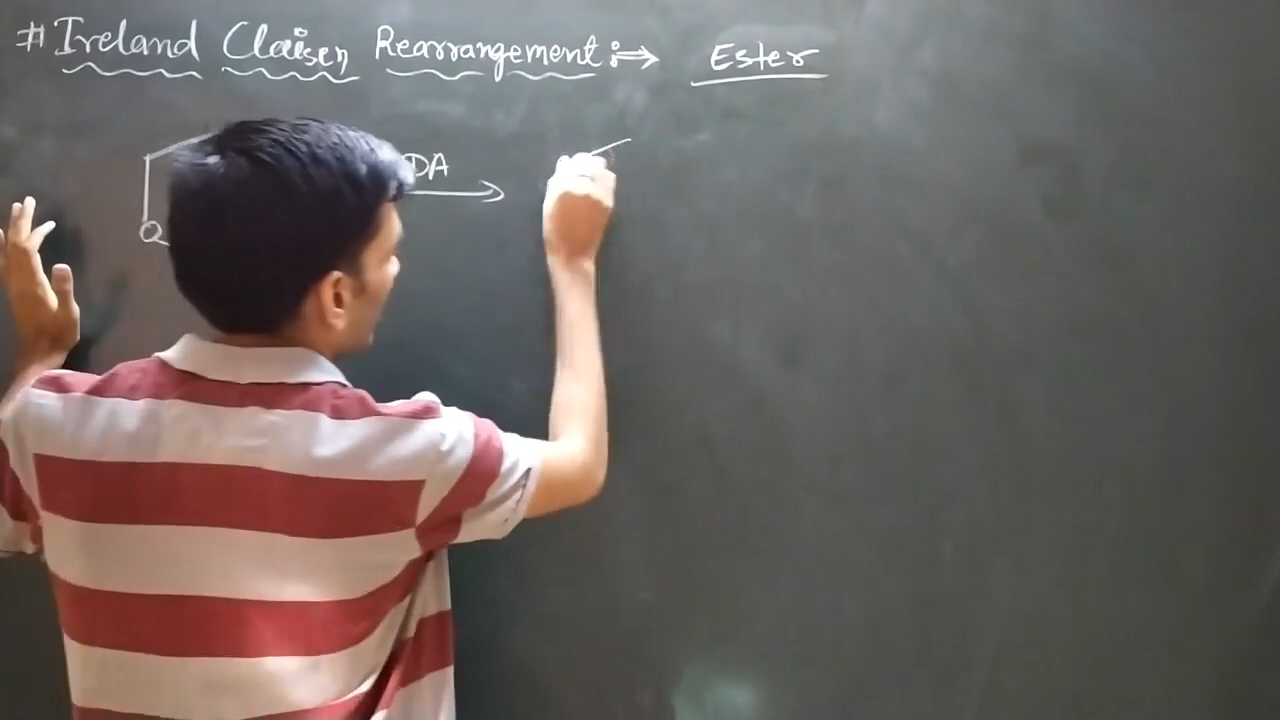 #Ireland Claisen Rearrangement :⇒ Ester
DA
O